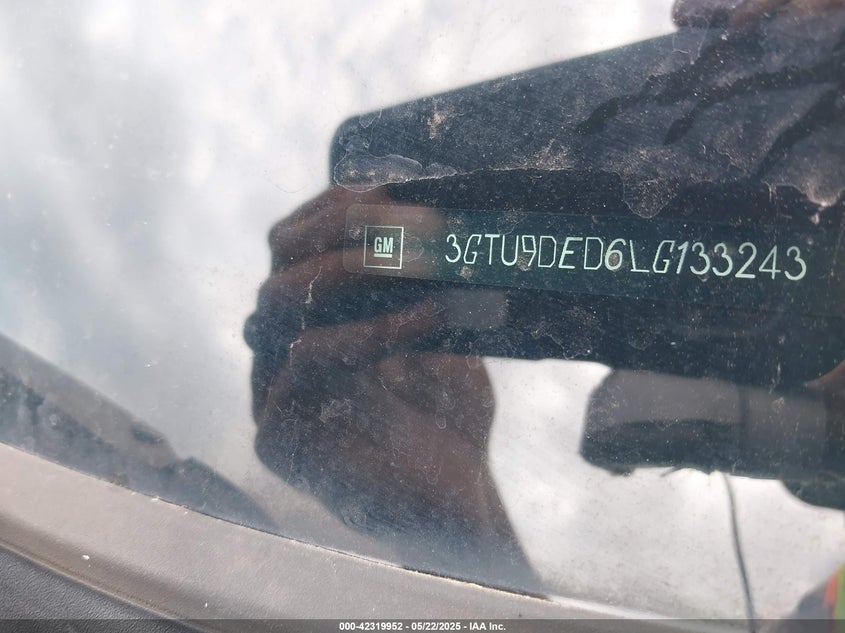 GM 3GTU9DED6LG133243
000-42319952 - 05/22/2025 - IAA Inc.